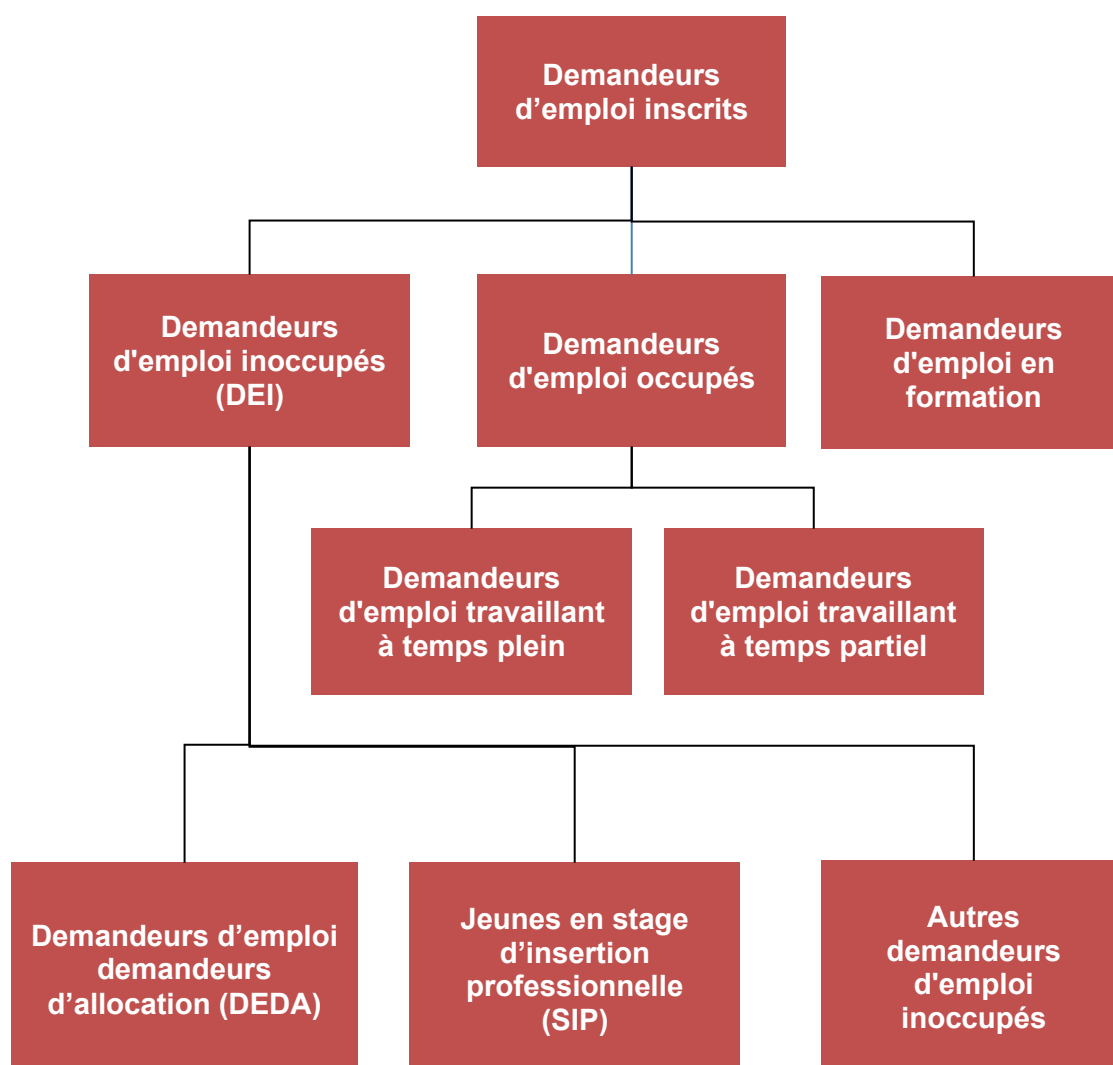 Demandeurs
d’emploi inscrits
Demandeurs
d'emploi inoccupés
(DEI)
Demandeurs
d'emploi occupés
Demandeurs
d'emploi en
formation
Demandeurs
d'emploi travaillant
à temps plein
Demandeurs
d'emploi travaillant
à temps partiel
Demandeurs d’emploi
demandeurs
d’allocation (DEDA)
Jeunes en stage
d’insertion
professionnelle
(SIP)
Autres
demandeurs
d'emploi
inoccupés